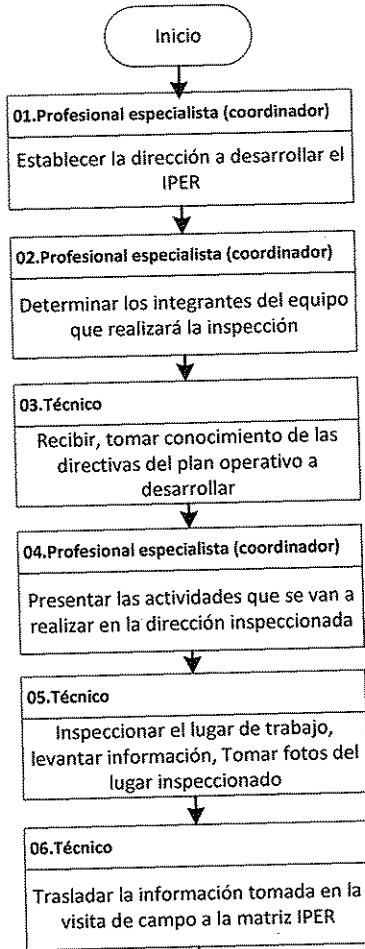 Inicio
01.Profesional especialista (coordinador)
Establecer la dirección a desarrollar el
IPER
02.Profesional especialista (coordinador)
Determinar los integrantes del equipo
que realizará la inspección
03.Técnico
Recibir, tomar conocimiento de las
directivas del plan operativo a
desarrollar
04.Profesional especialista (coordinador)
Presentar las actividades que se van a
realizar en la dirección inspeccionada
05.Técnico
Inspeccionar el lugar de trabajo,
levantar información, Tomar fotos del
lugar inspeccionado
06.Técnico
Trasladar la información tomada en la
visita de campo a la matriz IPER